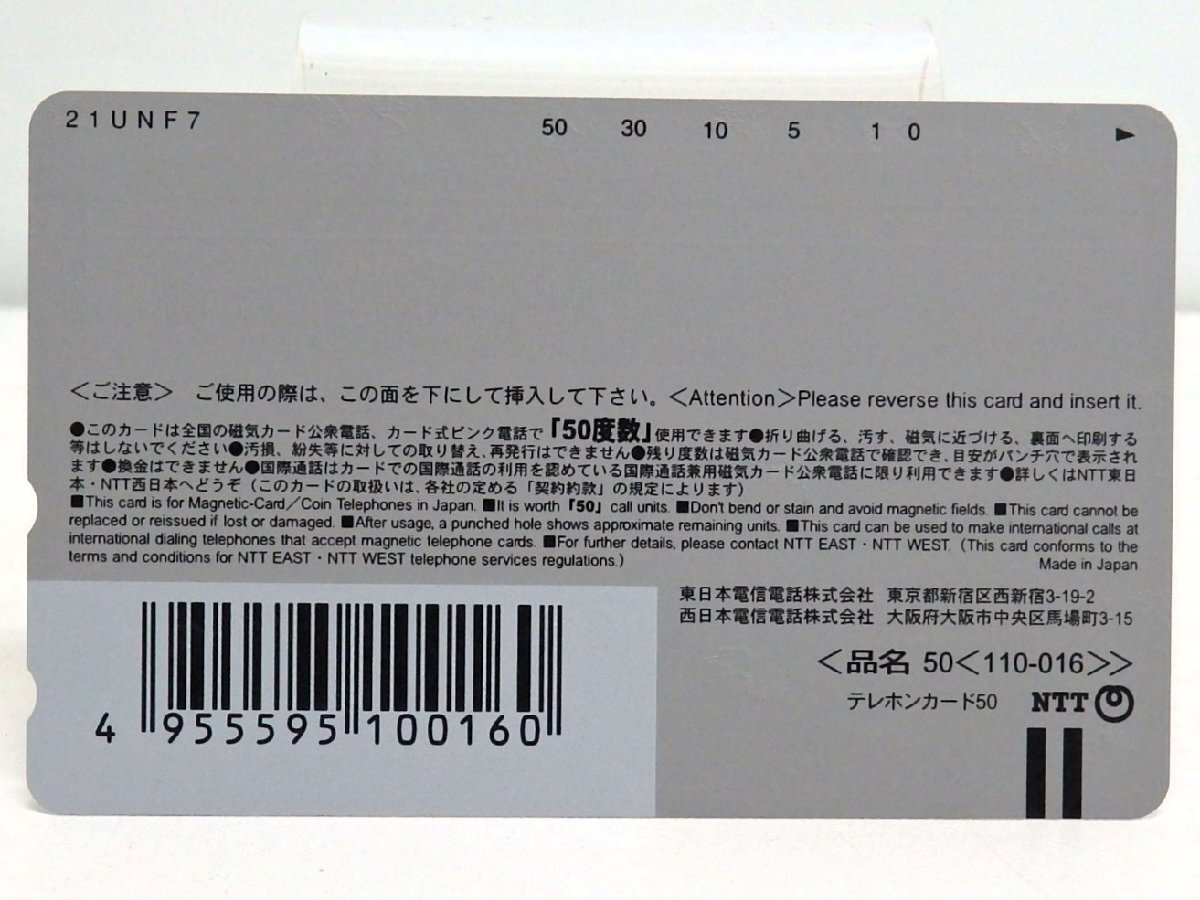 21UNF7
50 30 10 5 1 0 ▶
＜ご注意＞ ご使用の際は、この面を下にして挿入して下さい。＜Attention＞Please reverse this card and insert it.
●このカードは全国の磁気カード公衆電話、カード式ピンク電話で「50度数」使用できます●折り曲げる、汚す、磁気に近づける、裏面へ印刷する
等はしないでください●汚損、紛失等に対しての取り替え、再発行はできません●残り度数は磁気カード公衆電話で確認でき、目安がパンチ穴で表示されま
す●換金はできません●国際通話はカードでの国際通話の利用を認めている国際通話兼用磁気カード公衆電話に限り利用できます●詳しくはNTT東日
本・NTT西日本へどうぞ（このカードの取扱いは、各社の定める「契約約款」の規定によります）
■This card is for Magnetic-Card／Coin Telephones in Japan. ■It is worth「50」call units. ■Don't bend or stain and avoid magnetic fields. ■This card cannot be
replaced or reissued if lost or damaged. ■After usage, a punched hole shows approximate remaining units. ■This card can be used to make international calls at
international dialing telephones that accept magnetic telephone cards. ■For further details, please contact NTT EAST・NTT WEST. (This card conforms to the
terms and conditions for NTT EAST・NTT WEST telephone services regulations.)
Made in Japan
東日本電信電話株式会社 東京都新宿区西新宿3-19-2
西日本電信電話株式会社 大阪府大阪市中央区馬場町3-15
＜品名 50＜110-016＞＞
テレホンカード50 NTT
4 955595 100160